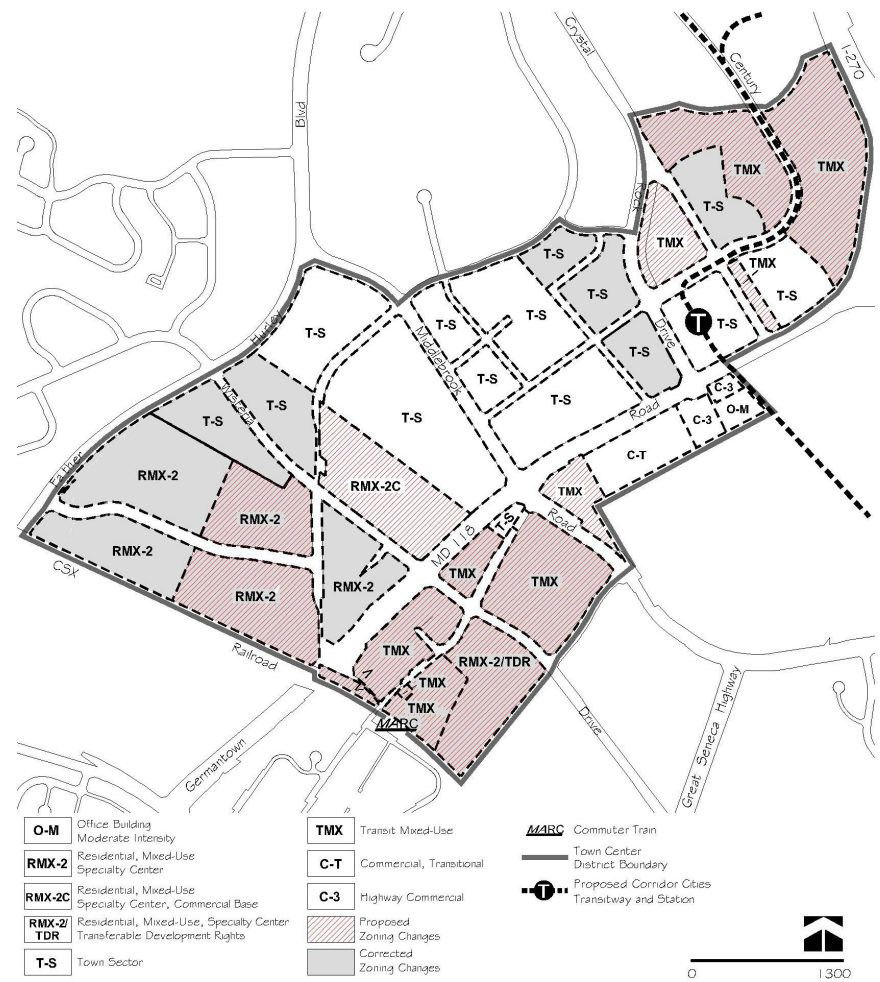 Crystal
I-270
Century
Blvd
TMX
TMX
Rock
T-S
TMX
T-S
TMX
T-S
T-S
T-S
T-S
T-S
Hurley
T-S
Middlebrook
Drive
T-S
T-S
C-3
T-S
T-S
Wisteria
T-S
T-S
T-S
Road
C-3
O-M
C-T
Father
RMX-2
RMX-2C
TMX
RMX-2
T-S
Road
RMX-2
MD 118
CSX
RMX-2
TMX
TMX
RMX-2
Railroad
TMX
RMX-2/TDR
TMX
TMX
MARC
Germantown
Drive
Great Seneca Highway
O-M Office Building
Moderate Intensity
RMX-2 Residential, Mixed-Use
Specialty Center
RMX-2C Residential, Mixed-Use
Specialty Center, Commercial Base
RMX-2/
TDR Residential, Mixed-Use, Specialty Center
Transferable Development Rights
T-S Town Sector
TMX Transit Mixed-Use
C-T Commercial, Transitional
C-3 Highway Commercial
Proposed
Zoning Changes
Corrected
Zoning Changes
MARC Commuter Train
Town Center
District Boundary
T Proposed Corridor Cities
Transitway and Station
0 1300